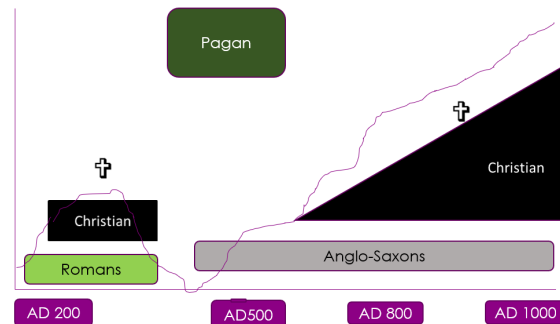 Pagan
Christian
Christian
Romans
Anglo-Saxons
AD 200
AD500
AD 800
AD 1000